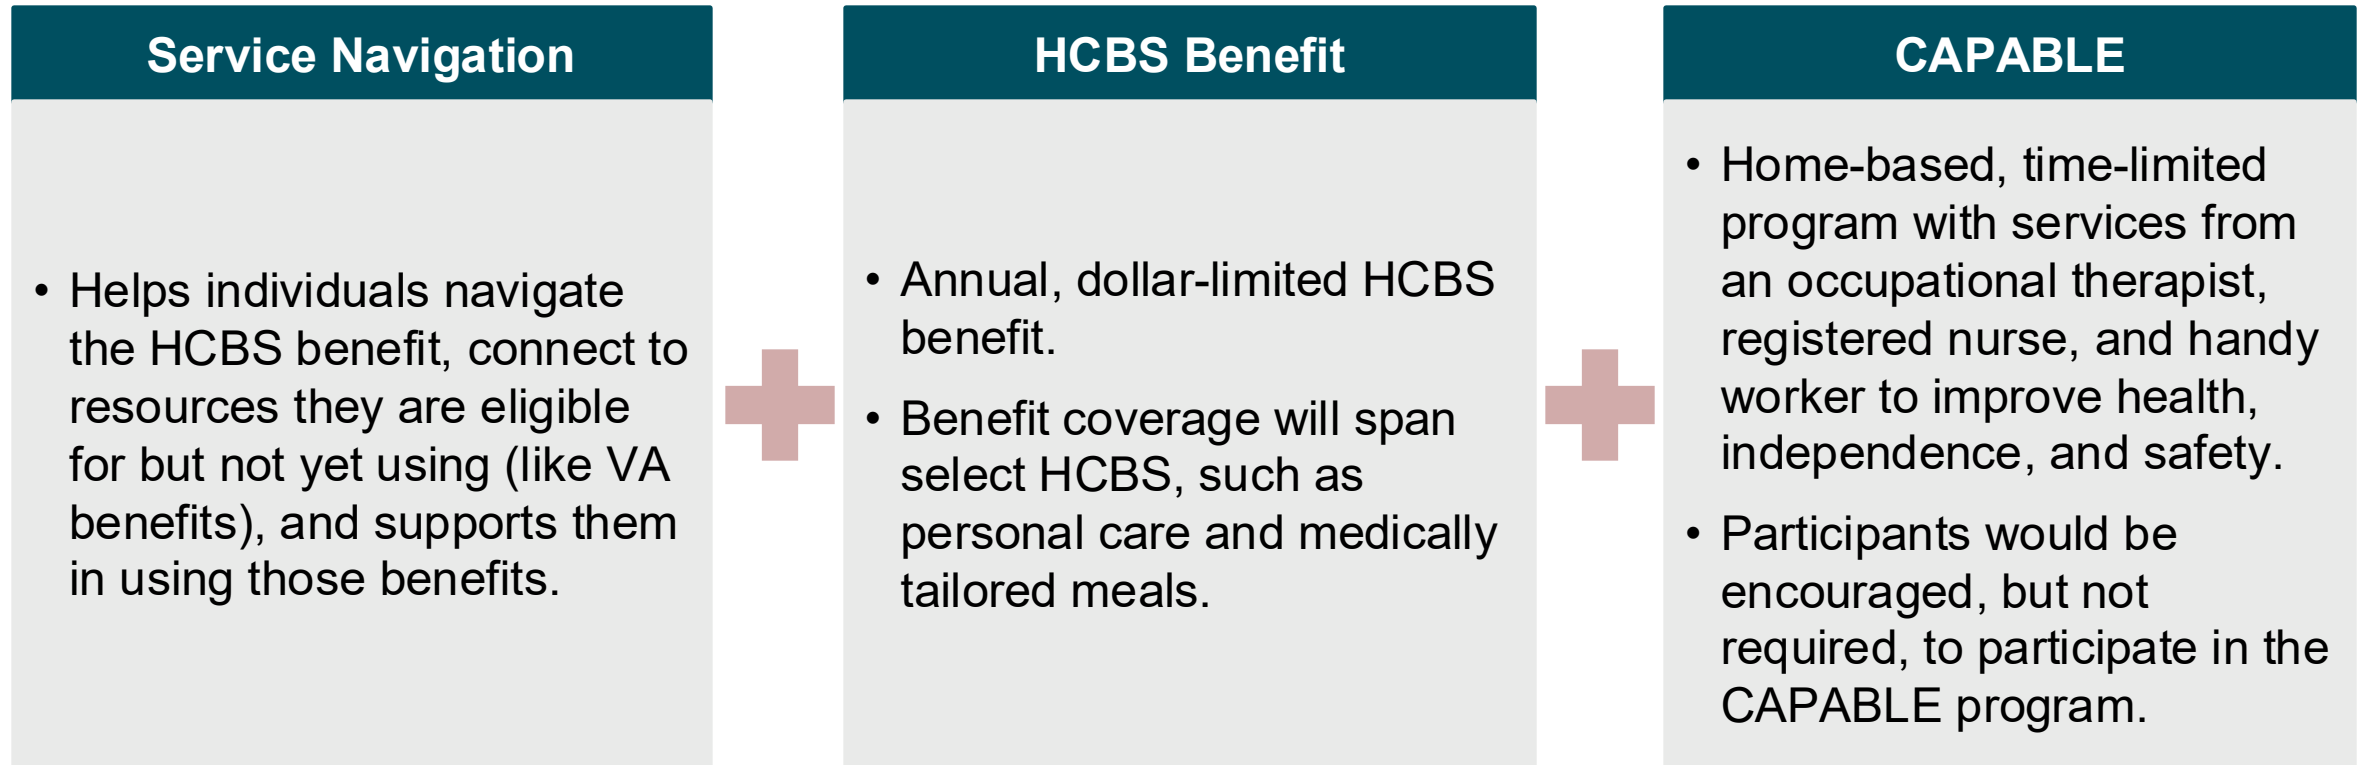 Service Navigation
• Helps individuals navigate
the HCBS benefit, connect to
resources they are eligible
for but not yet using (like VA
benefits), and supports them
in using those benefits.
HCBS Benefit
• Annual, dollar-limited HCBS
benefit.
• Benefit coverage will span
select HCBS, such as
personal care and medically
tailored meals.
CAPABLE
• Home-based, time-limited
program with services from
an occupational therapist,
registered nurse, and handy
worker to improve health,
independence, and safety.
• Participants would be
encouraged, but not
required, to participate in the
CAPABLE program.